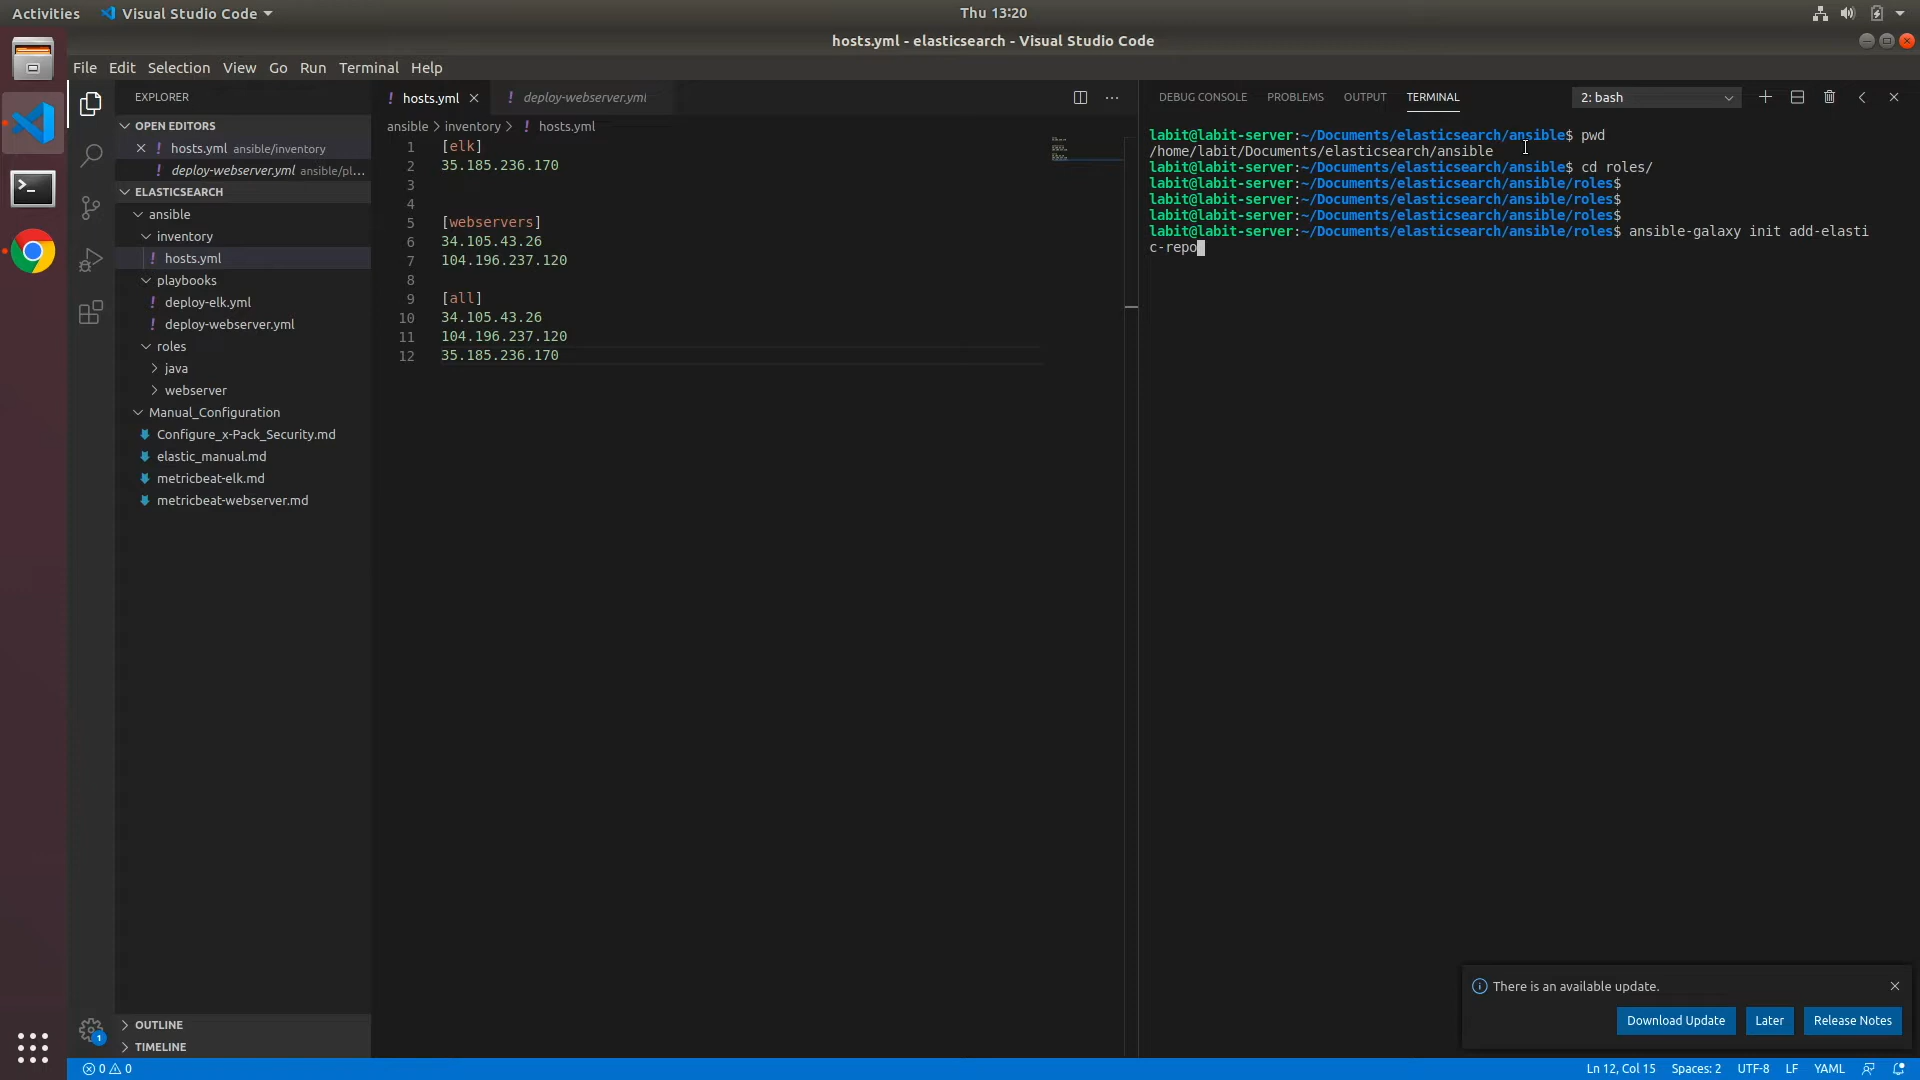 Activities
Visual Studio Code
Thu 13:20
hosts.yml - elasticsearch - Visual Studio Code
File Edit Selection View Go Run Terminal Help
EXPLORER
OPEN EDITORS
hosts.yml ansible/inventory
deploy-webserver.yml ansible/pl...
ELASTICSEARCH
ansible
inventory
hosts.yml
playbooks
deploy-elk.yml
deploy-webserver.yml
roles
java
webserver
Manual_Configuration
Configure_x-Pack_Security.md
elastic_manual.md
metricbeat-elk.md
metricbeat-webserver.md
OUTLINE
TIMELINE
hosts.yml
deploy-webserver.yml
ansible > inventory > ! hosts.yml
1 [elk]
2 35.185.236.170
3
4
5 [webservers]
6 34.105.43.26
7 104.196.237.120
8
9 [all]
10 34.105.43.26
11 104.196.237.120
12 35.185.236.170
DEBUG CONSOLE PROBLEMS OUTPUT TERMINAL
2: bash
labit@labit-server:~/Documents/elasticsearch/ansible$ pwd
/home/labit/Documents/elasticsearch/ansible
labit@labit-server:~/Documents/elasticsearch/ansible$ cd roles/
labit@labit-server:~/Documents/elasticsearch/ansible/roles$
labit@labit-server:~/Documents/elasticsearch/ansible/roles$
labit@labit-server:~/Documents/elasticsearch/ansible/roles$
labit@labit-server:~/Documents/elasticsearch/ansible/roles$ ansible-galaxy init add-elasti
c-repo
There is an available update.
Download Update
Later
Release Notes
1
0 0
Ln 12, Col 15 Spaces: 2 UTF-8 LF YAML